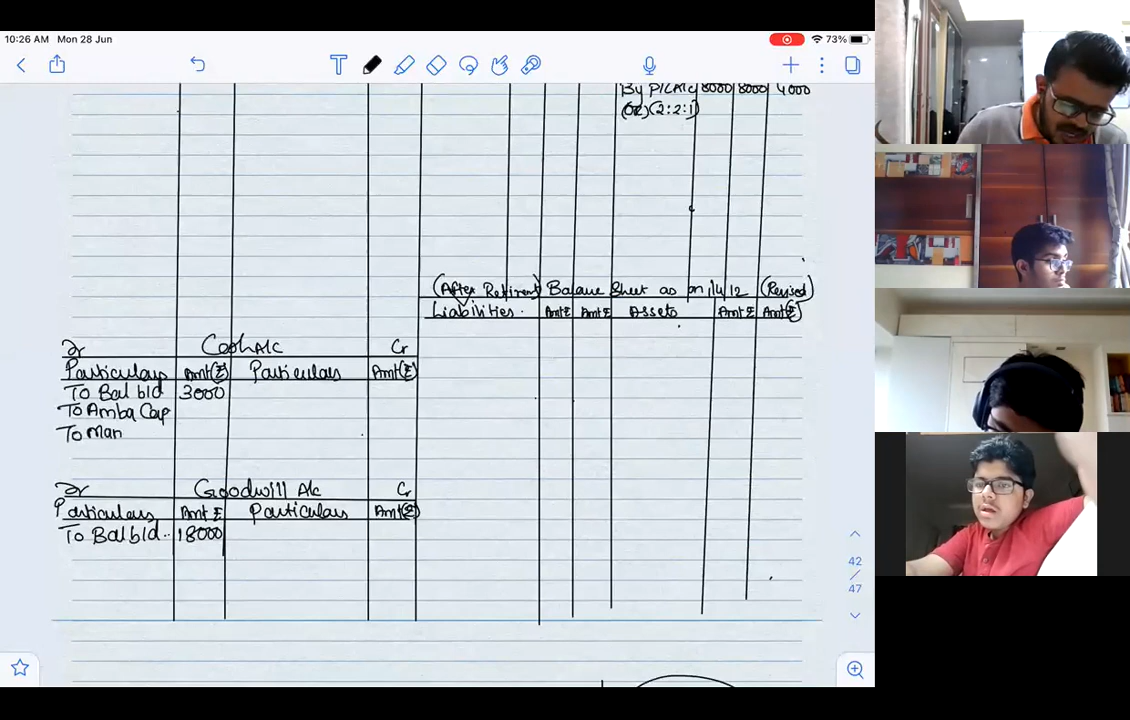 10:26 AM Mon 28 Jun
73%
By P/L A/c 8000 8000 4000
(OR) (2:2:1)
(After Retirement) Balance Sheet as on 1/4/12 (Revised)
Liabilities. Amt ₹ Amt ₹ Assets Amt ₹ Amt(₹)
Dr Cash A/c Cr
Particulars Amt(₹) Particulars Amt(₹)
To Bal b/d 3000
To Amba Cap
To Man
Dr Goodwill A/c Cr
Particulars Amt ₹ Particulars Amt(₹)
To Bal b/d.. 18000
42
/
47